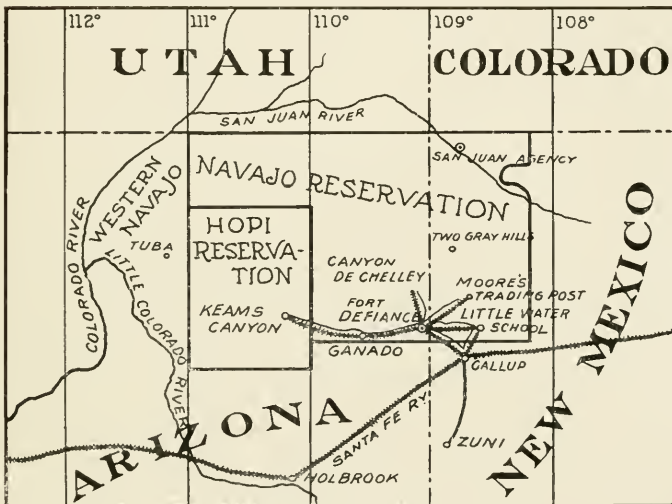 112° 111° 110° 109° 108°
UTAH COLORADO
SAN JUAN RIVER
SAN JUAN AGENCY
NAVAJO RESERVATION
WESTERN
NAVAJO
HOPI
RESERVA-
TION
TUBA
TWO GRAY HILLS
COLORADO RIVER
LITTLE COLORADO RIVER
CANYON
DE CHELLEY
MOORE'S
TRADING POST
FORT
DEFIANCE
LITTLE WATER
SCHOOL
KEAMS
CANYON
GANADO
GALLUP
NEW MEXICO
ARIZONA
SANTA FE RY
ZUNI
HOLBROOK